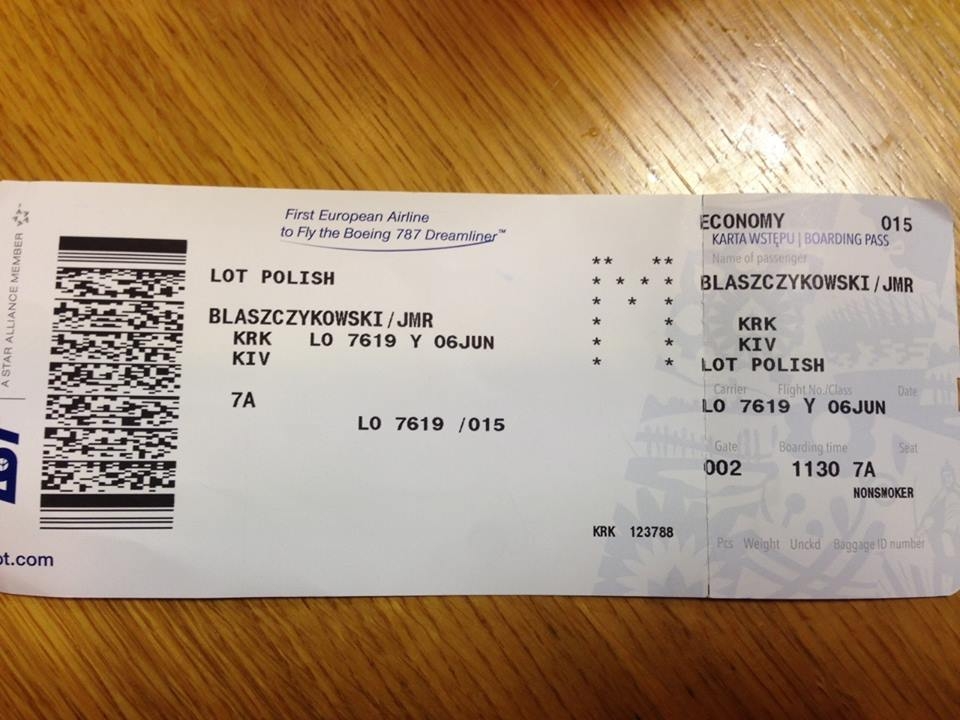 A STAR ALLIANCE MEMBER
ot.com
First European Airline
to Fly the Boeing 787 Dreamliner™
LOT POLISH
BLASZCZYKOWSKI/JMR
KRK LO 7619 Y 06JUN
KIV
7A
LO 7619 /015
** **
* * * *
* * *
* *
* *
* *
KRK 123788
ECONOMY 015
KARTA WSTĘPU | BOARDING PASS
Name of passenger
BLASZCZYKOWSKI/JMR
KRK
KIV
LOT POLISH
Carrier Flight No./Class Date
LO 7619 Y 06JUN
Gate Boarding time Seat
002 1130 7A
NONSMOKER
Pcs Weight Unckd Baggage ID number